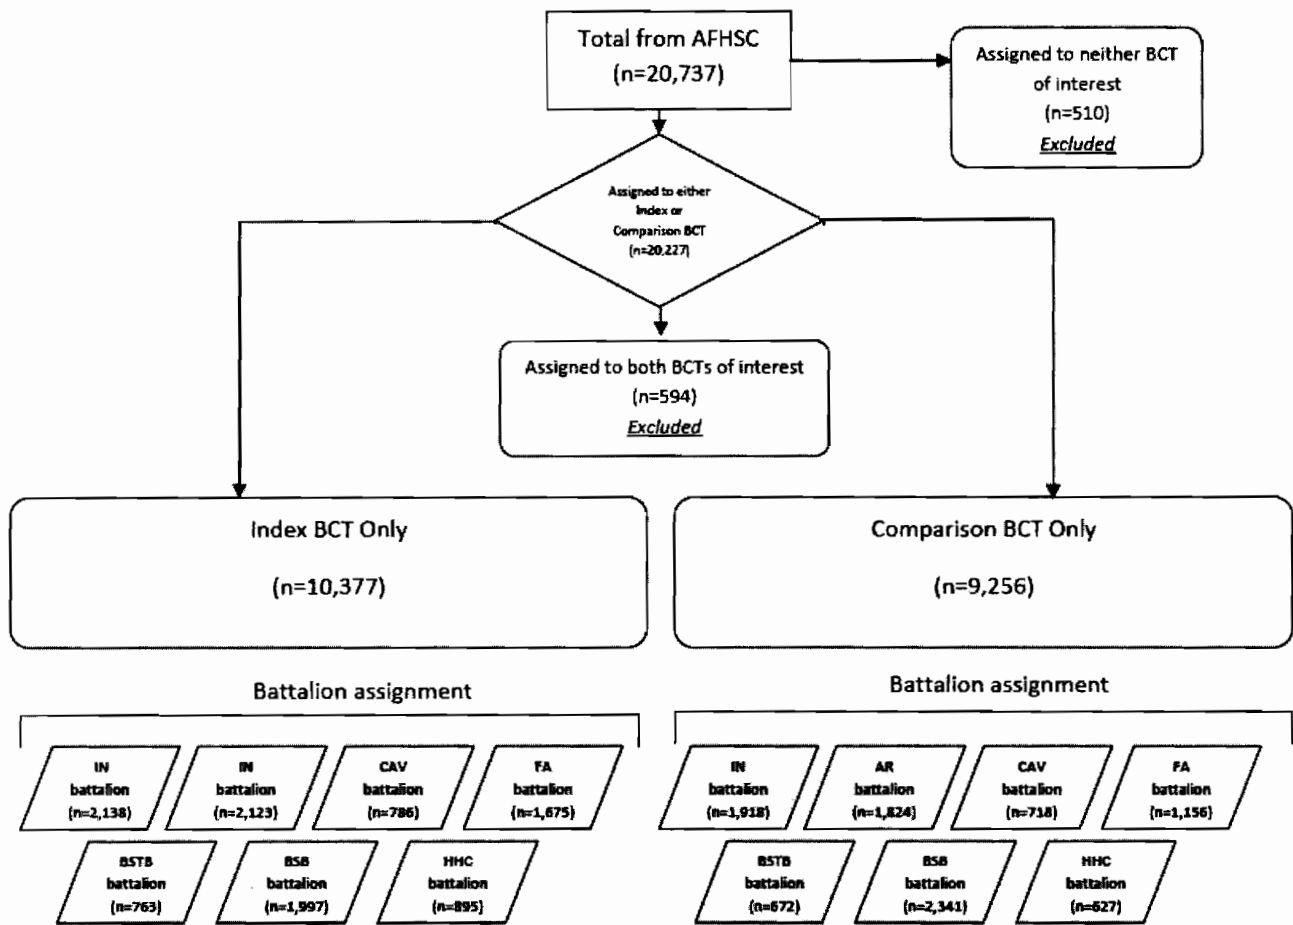 Total from AFHSC
(n=20,737)
Assigned to neither BCT
of interest
(n=510)
Excluded
Assigned to either
Index or
Comparison BCT
(n=20,227)
Assigned to both BCTs of interest
(n=594)
Excluded
Index BCT Only
(n=10,377)
Comparison BCT Only
(n=9,256)
Battalion assignment
IN
battalion
(n=2,138)
IN
battalion
(n=2,123)
CAV
battalion
(n=786)
FA
battalion
(n=1,675)
BSTB
battalion
(n=763)
BSB
battalion
(n=1,997)
HHC
battalion
(n=895)
Battalion assignment
IN
battalion
(n=1,918)
AR
battalion
(n=1,824)
CAV
battalion
(n=718)
FA
battalion
(n=1,156)
BSTB
battalion
(n=672)
BSB
battalion
(n=2,341)
HHC
battalion
(n=627)